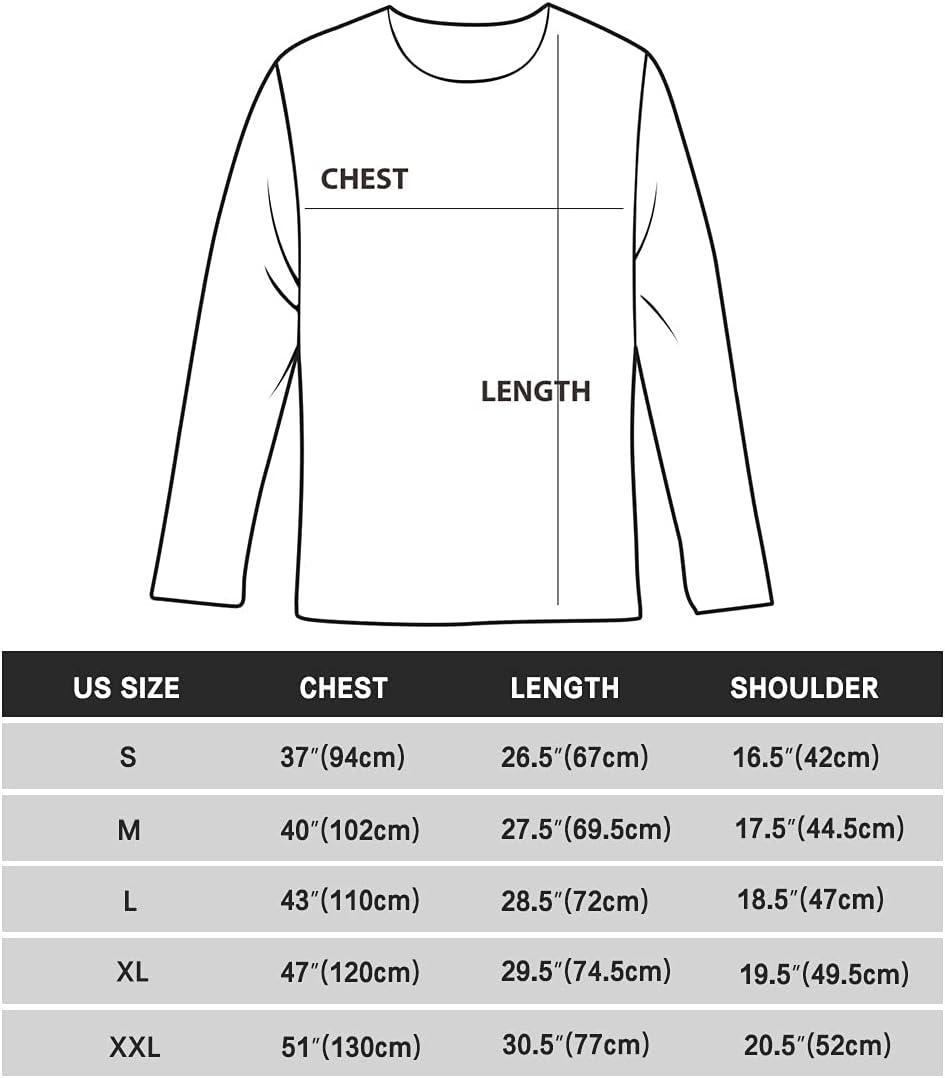 CHEST
LENGTH
US SIZE CHEST LENGTH SHOULDER
S 37″(94cm) 26.5″(67cm) 16.5″(42cm)
M 40″(102cm) 27.5″(69.5cm) 17.5″(44.5cm)
L 43″(110cm) 28.5″(72cm) 18.5″(47cm)
XL 47″(120cm) 29.5″(74.5cm) 19.5″(49.5cm)
XXL 51″(130cm) 30.5″(77cm) 20.5″(52cm)